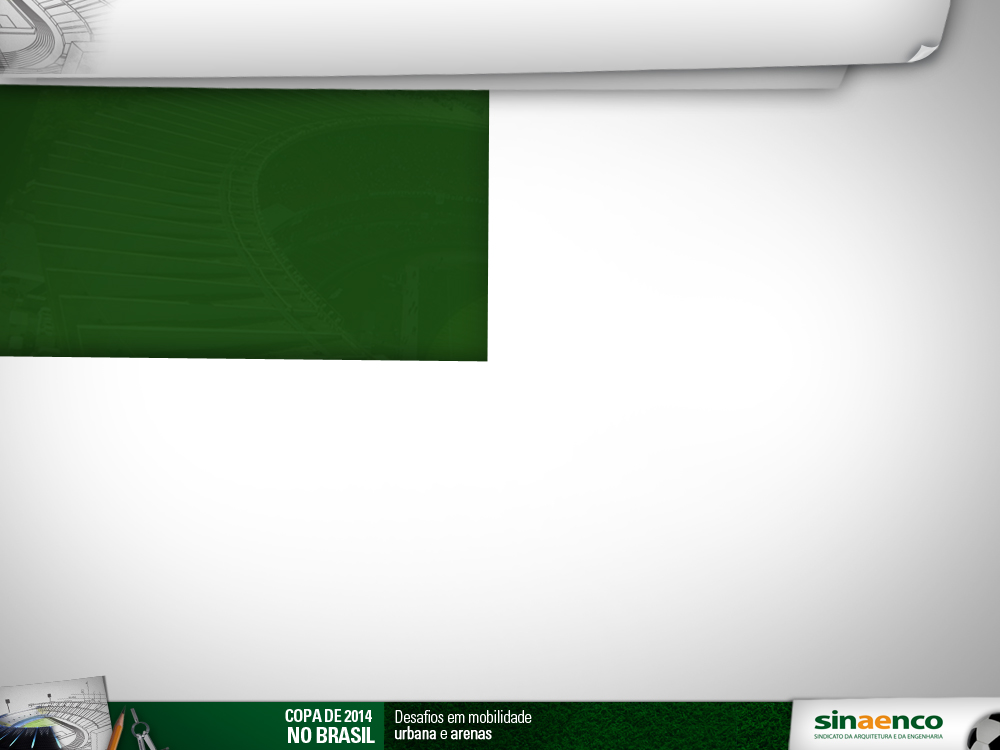 COPA DE 2014
NO BRASIL
Desafios em mobilidade
urbana e arenas
sinaenco
SINDICATO DA ARQUITETURA E DA ENGENHARIA